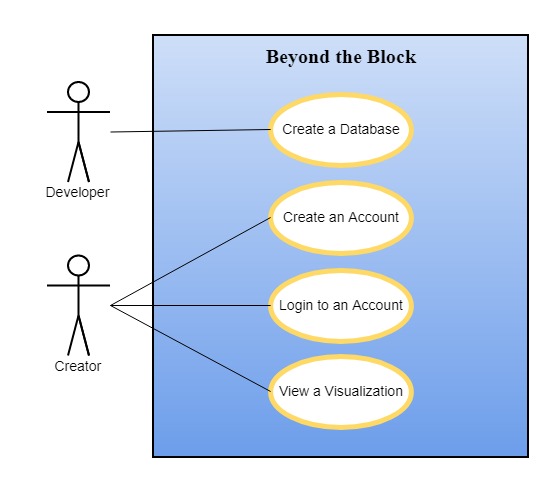 Beyond the Block
Create a Database
Developer
Create an Account
Login to an Account
Creator
View a Visualization